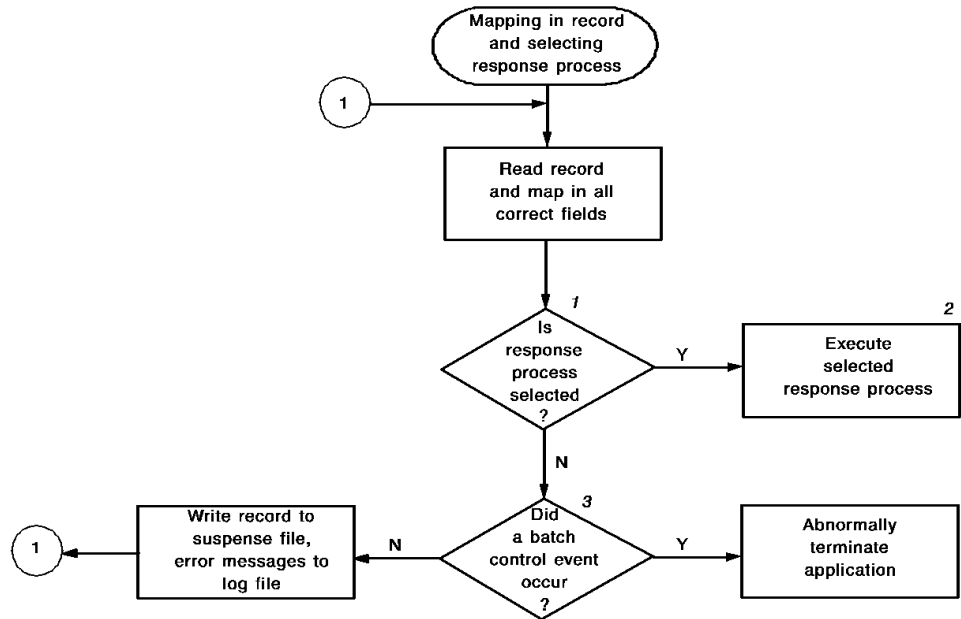 Mapping in record
and selecting
response process
1
Read record
and map in all
correct fields
1
Is
response
process
selected
?
Y
2
Execute
selected
response process
N
3
Did
a batch
control event
occur
?
Y
Abnormally
terminate
application
N
Write record to
suspense file,
error messages to
log file
1